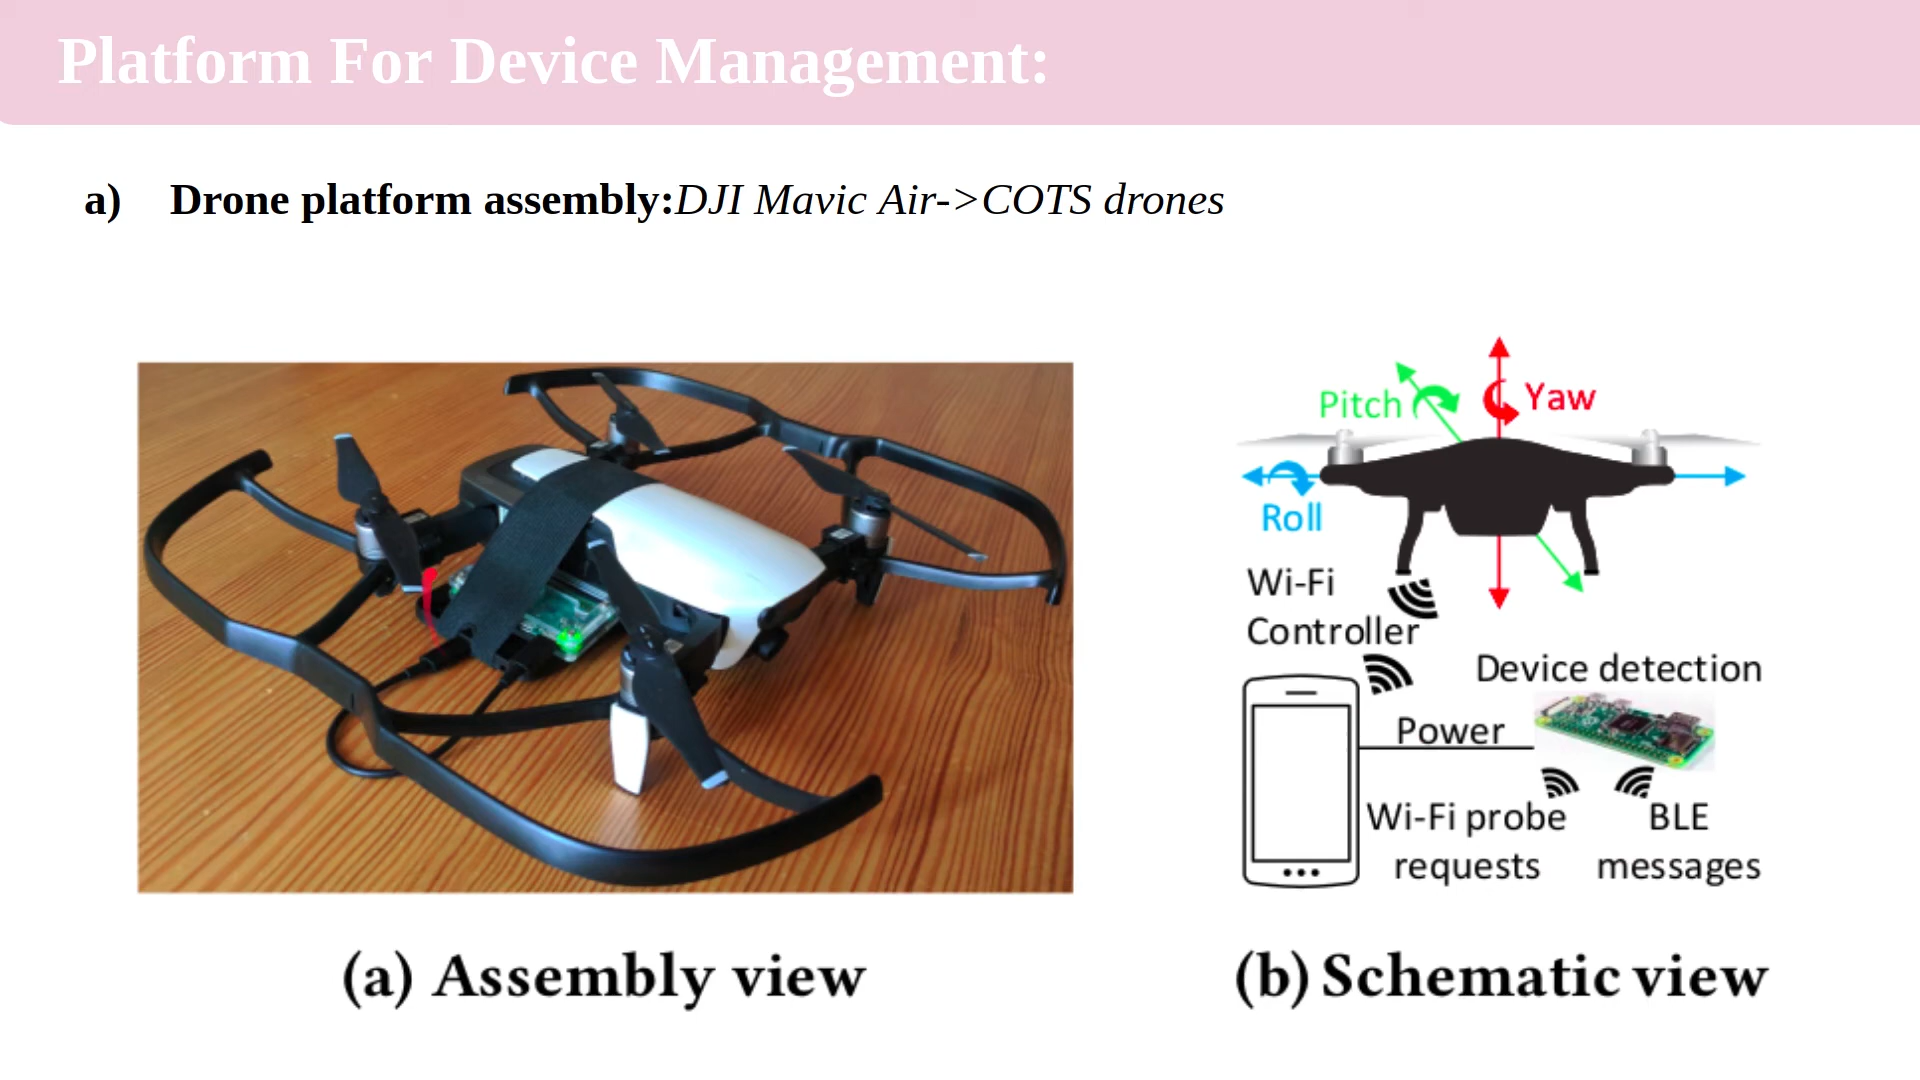 Platform For Device Management:
a) Drone platform assembly:DJI Mavic Air->COTS drones
Pitch
Yaw
Roll
Wi-Fi
Controller
Device detection
Power
Wi-Fi probe
requests
BLE
messages
(a) Assembly view
(b) Schematic view